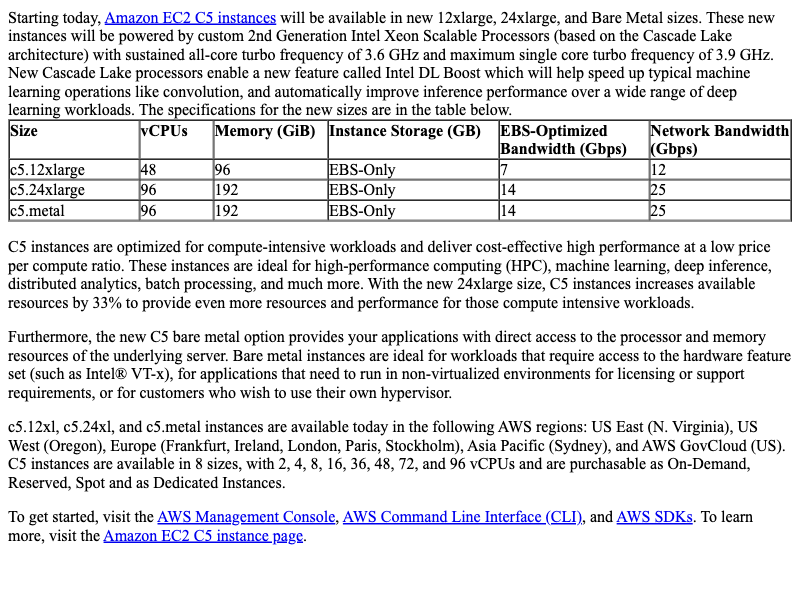 Starting today, Amazon EC2 C5 instances will be available in new 12xlarge, 24xlarge, and Bare Metal sizes. These new
instances will be powered by custom 2nd Generation Intel Xeon Scalable Processors (based on the Cascade Lake
architecture) with sustained all-core turbo frequency of 3.6 GHz and maximum single core turbo frequency of 3.9 GHz.
New Cascade Lake processors enable a new feature called Intel DL Boost which will help speed up typical machine
learning operations like convolution, and automatically improve inference performance over a wide range of deep
learning workloads. The specifications for the new sizes are in the table below.
Size vCPUs Memory (GiB) Instance Storage (GB) EBS-Optimized Bandwidth (Gbps) Network Bandwidth (Gbps)
c5.12xlarge 48 96 EBS-Only 7 12
c5.24xlarge 96 192 EBS-Only 14 25
c5.metal 96 192 EBS-Only 14 25
C5 instances are optimized for compute-intensive workloads and deliver cost-effective high performance at a low price
per compute ratio. These instances are ideal for high-performance computing (HPC), machine learning, deep inference,
distributed analytics, batch processing, and much more. With the new 24xlarge size, C5 instances increases available
resources by 33% to provide even more resources and performance for those compute intensive workloads.
Furthermore, the new C5 bare metal option provides your applications with direct access to the processor and memory
resources of the underlying server. Bare metal instances are ideal for workloads that require access to the hardware feature
set (such as Intel® VT-x), for applications that need to run in non-virtualized environments for licensing or support
requirements, or for customers who wish to use their own hypervisor.
c5.12xl, c5.24xl, and c5.metal instances are available today in the following AWS regions: US East (N. Virginia), US
West (Oregon), Europe (Frankfurt, Ireland, London, Paris, Stockholm), Asia Pacific (Sydney), and AWS GovCloud (US).
C5 instances are available in 8 sizes, with 2, 4, 8, 16, 36, 48, 72, and 96 vCPUs and are purchasable as On-Demand,
Reserved, Spot and as Dedicated Instances.
To get started, visit the AWS Management Console, AWS Command Line Interface (CLI), and AWS SDKs. To learn
more, visit the Amazon EC2 C5 instance page.